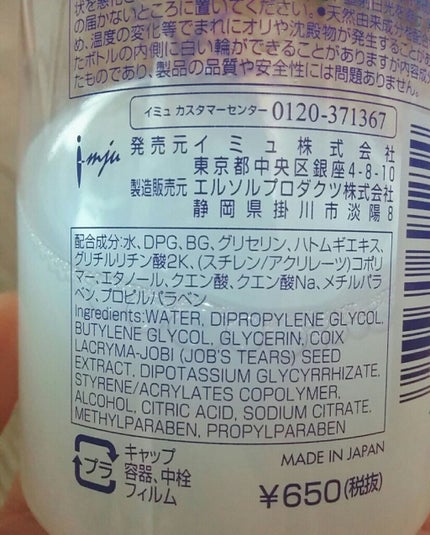 の届かないところに置いてください。●天然由来成分
め、温度の変化等でまれにオリや沈殿物が発生すること
たボトルの内側に白い輪ができることがありますが内容成
たものであり、製品の品質や安全性には問題ありません。
イミュ カスタマーセンター 0120-371367
i-mju
発売元 イミュ株式会社
東京都中央区銀座4-8-10
製造販売元 エルソルプロダクツ株式会社
静岡県掛川市淡陽8
配合成分:水、DPG、BG、グリセリン、ハトムギエキス、
グリチルリチン酸2K、(スチレン/アクリレーツ)コポリ
マー、エタノール、クエン酸、クエン酸Na、メチルパラ
ベン、プロピルパラベン
Ingredients:WATER, DIPROPYLENE GLYCOL,
BUTYLENE GLYCOL, GLYCERIN, COIX
LACRYMA-JOBI (JOB'S TEARS) SEED
EXTRACT, DIPOTASSIUM GLYCYRRHIZATE,
STYRENE/ACRYLATES COPOLYMER,
ALCOHOL, CITRIC ACID, SODIUM CITRATE,
METHYLPARABEN, PROPYLPARABEN
プラ
キャップ
容器、中栓
フィルム
MADE IN JAPAN
¥650(税抜)